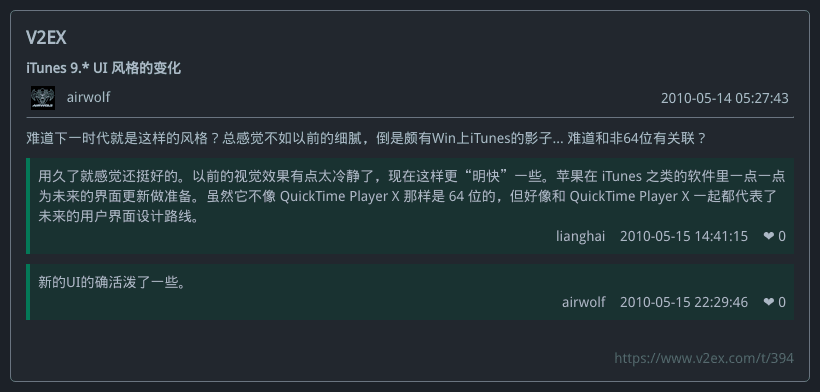 V2EX
iTunes 9.* UI 风格的变化
airwolf
2010-05-14 05:27:43
难道下一时代就是这样的风格？总感觉不如以前的细腻，倒是颇有Win上iTunes的影子... 难道和非64位有关联？
用久了就感觉还挺好的。以前的视觉效果有点太冷静了，现在这样更“明快”一些。苹果在 iTunes 之类的软件里一点一点
为未来的界面更新做准备。虽然它不像 QuickTime Player X 那样是 64 位的，但好像和 QuickTime Player X 一起都代表了
未来的用户界面设计路线。
lianghai 2010-05-15 14:41:15 ❤ 0
新的UI的确活泼了一些。
airwolf 2010-05-15 22:29:46 ❤ 0
https://www.v2ex.com/t/394